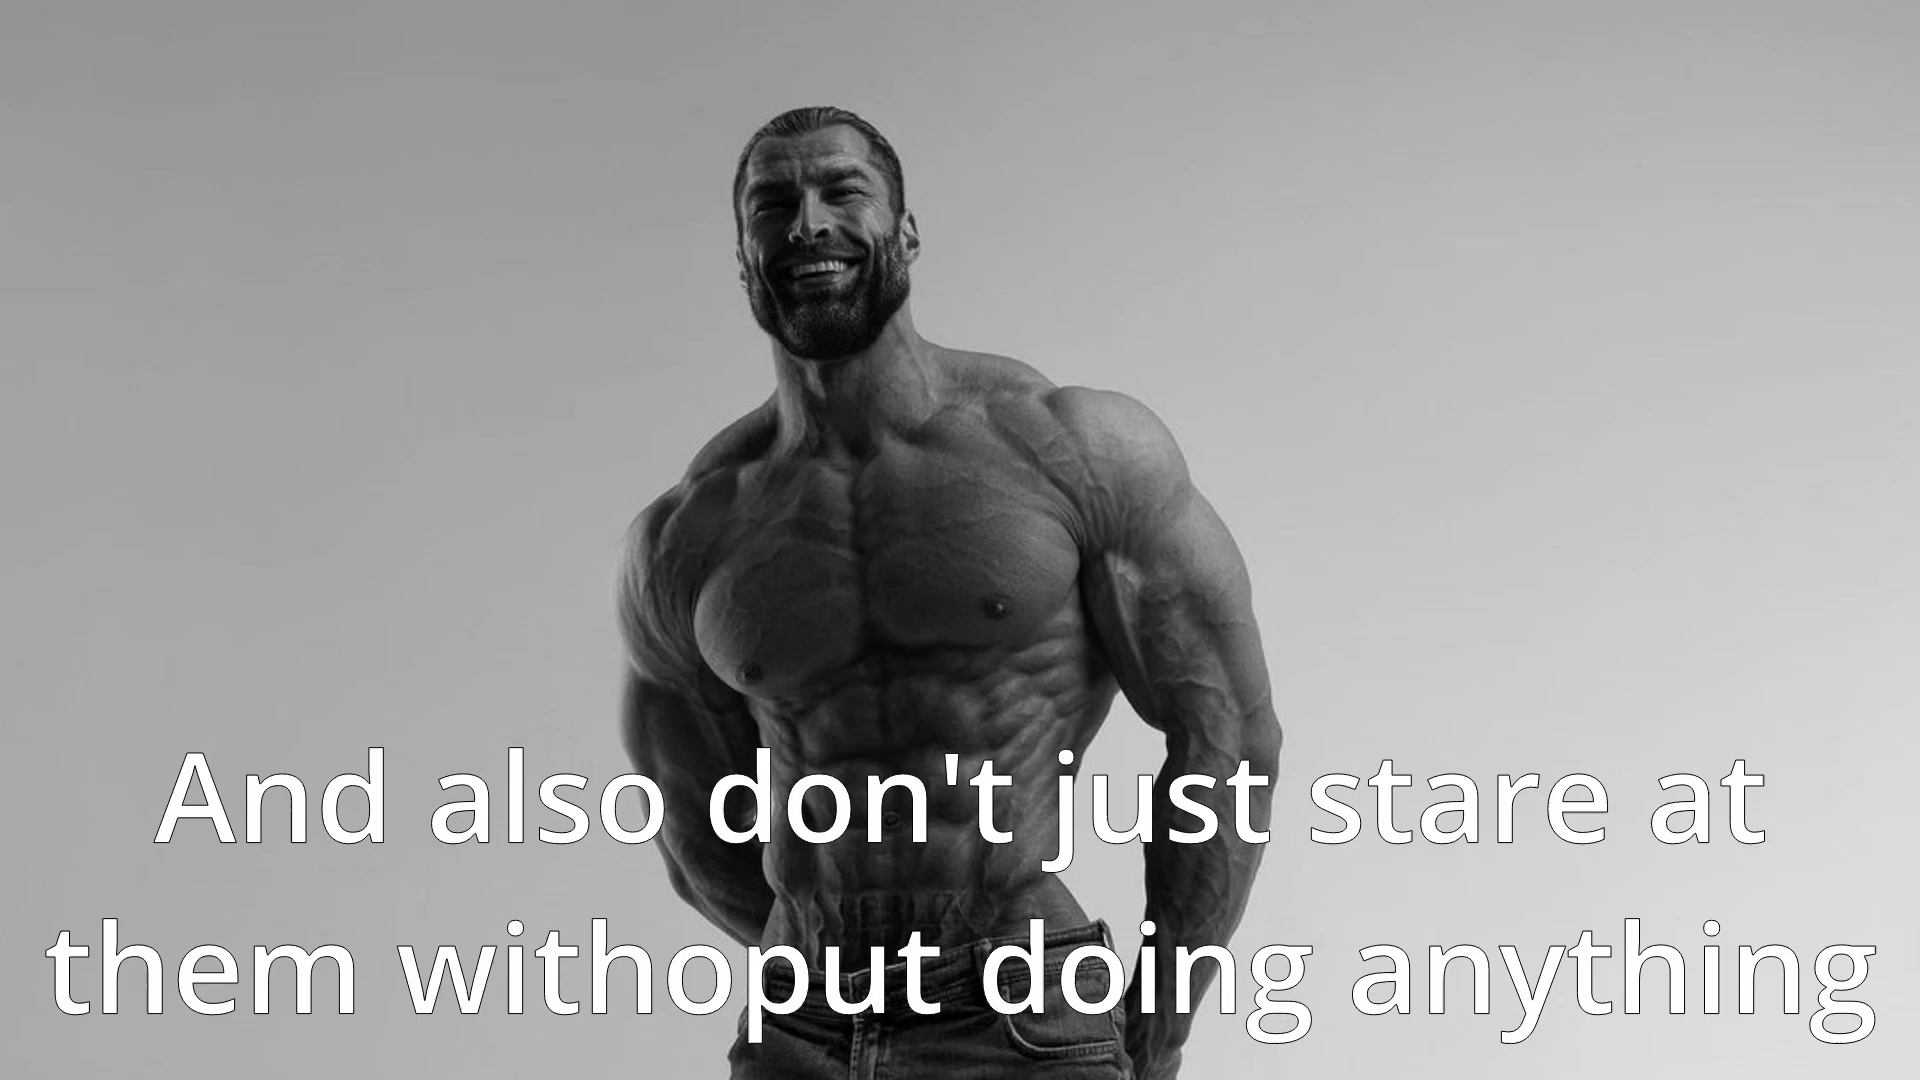 And also don't just stare at
them withoput doing anything